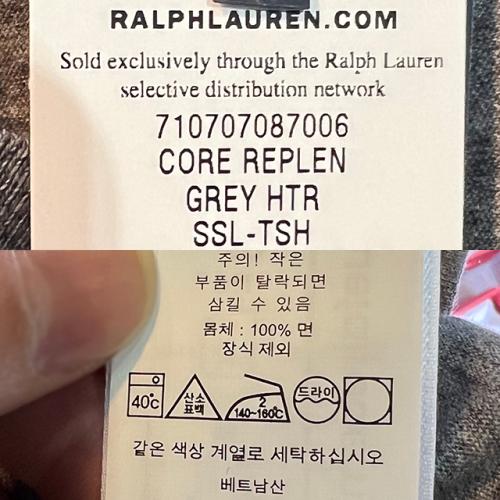 RALPHLAUREN.COM
Sold exclusively through the Ralph Lauren
selective distribution network
710707087006
CORE REPLEN
GREY HTR
SSL-TSH
주의! 작은
부품이 탈락되면
삼킬 수 있음
몸체 : 100% 면
장식 제외
40℃ 산소 표백 2 140~160℃ 드라이
같은 색상 계열로 세탁하십시오
베트남산